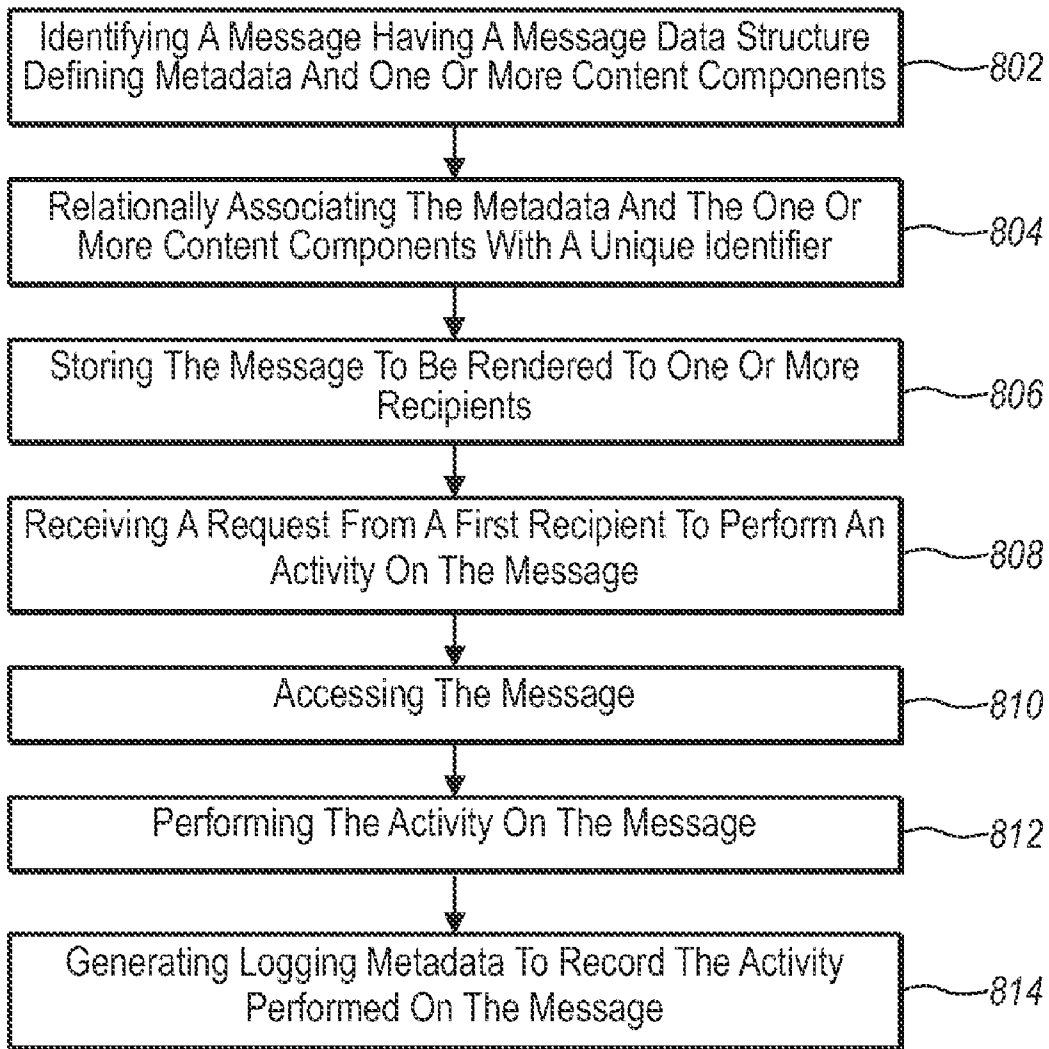 Identifying A Message Having A Message Data Structure
Defining Metadata And One Or More Content Components
802
Relationally Associating The Metadata And The One Or
More Content Components With A Unique Identifier
804
Storing The Message To Be Rendered To One Or More
Recipients
806
Receiving A Request From A First Recipient To Perform An
Activity On The Message
808
Accessing The Message
810
Performing The Activity On The Message
812
Generating Logging Metadata To Record The Activity
Performed On The Message
814